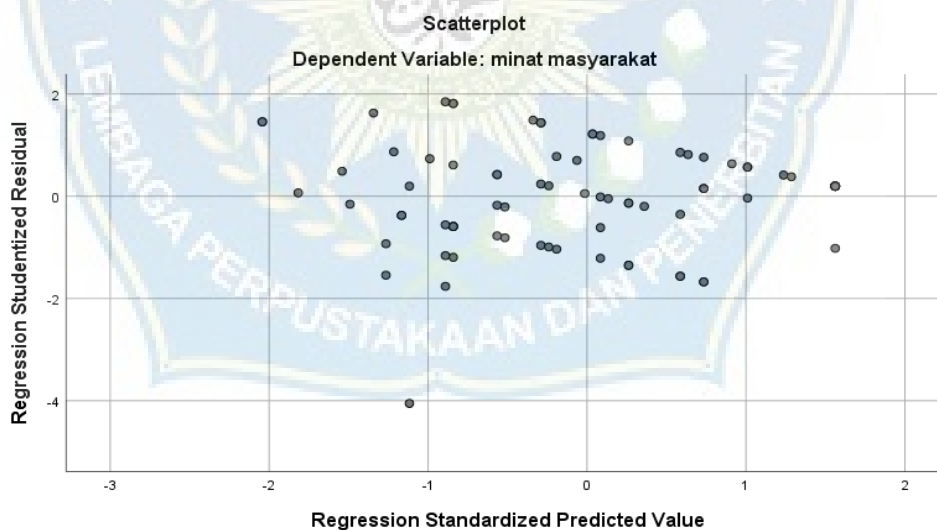 Scatterplot
Dependent Variable: minat masyarakat
Regression Studentized Residual
2
0
-2
-4
-3
-2
-1
0
1
2
Regression Standardized Predicted Value
LEMBAGA PERPUSTAKAAN DAN PENERBITAN